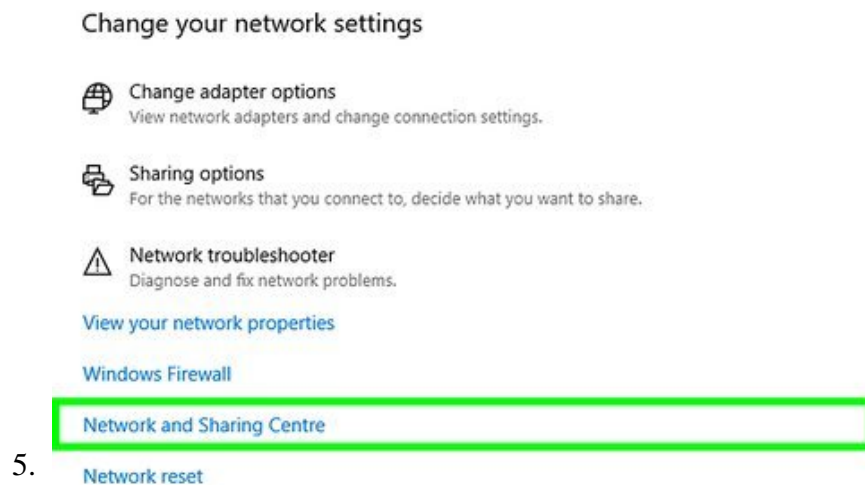 Change your network settings
Change adapter options
View network adapters and change connection settings.
Sharing options
For the networks that you connect to, decide what you want to share.
Network troubleshooter
Diagnose and fix network problems.
View your network properties
Windows Firewall
Network and Sharing Centre
5.
Network reset